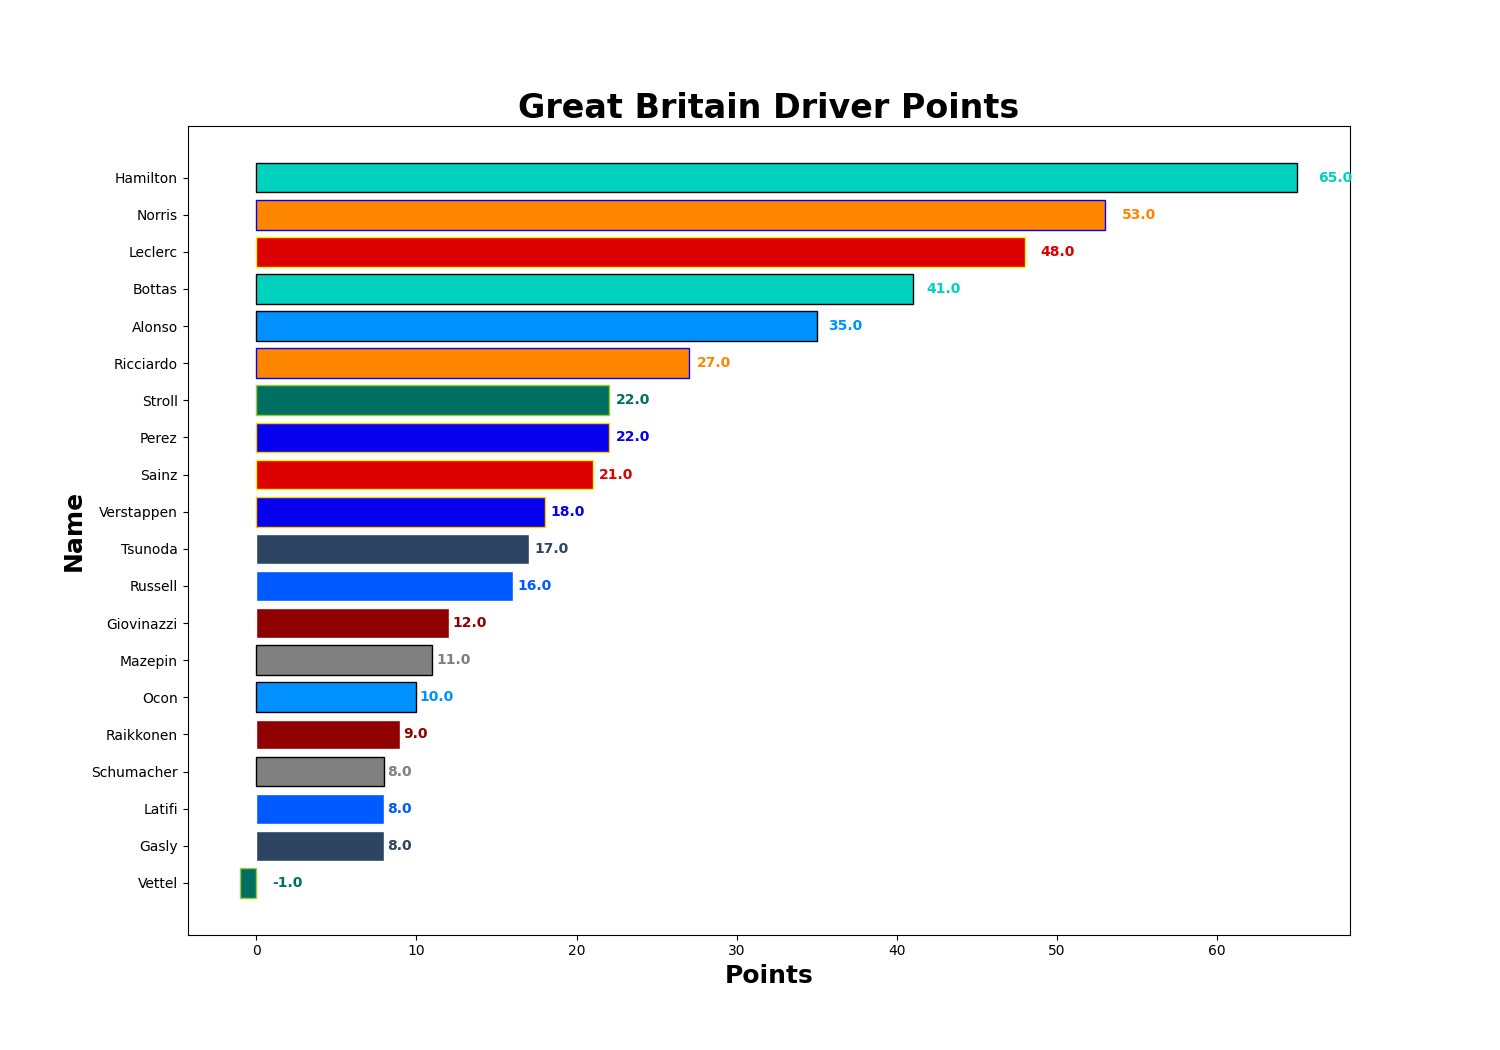 Great Britain Driver Points
Hamilton 65.0
Norris 53.0
Leclerc 48.0
Bottas 41.0
Alonso 35.0
Ricciardo 27.0
Stroll 22.0
Perez 22.0
Sainz 21.0
Verstappen 18.0
Tsunoda 17.0
Russell 16.0
Giovinazzi 12.0
Mazepin 11.0
Ocon 10.0
Raikkonen 9.0
Schumacher 8.0
Latifi 8.0
Gasly 8.0
Vettel -1.0
Name
0 10 20 30 40 50 60
Points